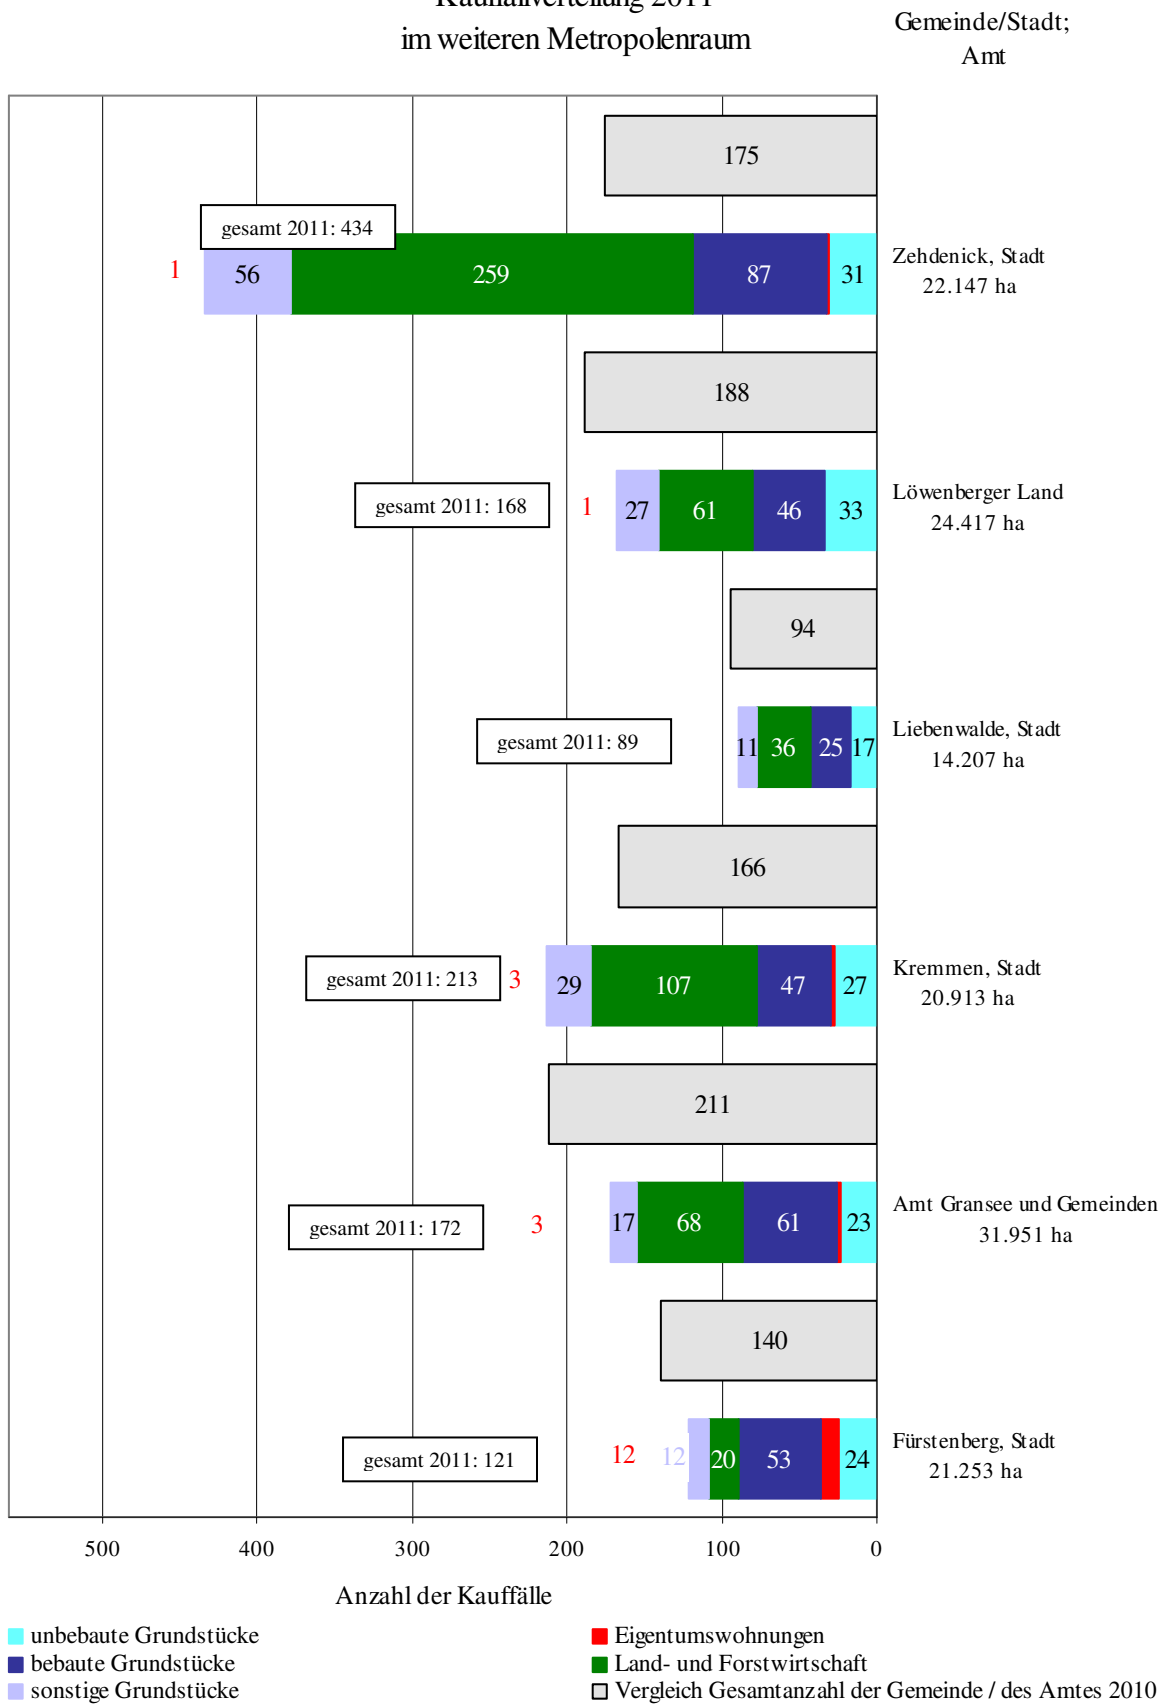 Kauffallverteilung 2011
im weiteren Metropolenraum
Gemeinde/Stadt;
Amt
175
gesamt 2011: 434
1
56
259
87
31
Zehdenick, Stadt
22.147 ha
188
gesamt 2011: 168
1
27
61
46
33
Löwenberger Land
24.417 ha
94
gesamt 2011: 89
11
36
25
17
Liebenwalde, Stadt
14.207 ha
166
gesamt 2011: 213
3
29
107
47
27
Kremmen, Stadt
20.913 ha
211
gesamt 2011: 172
3
17
68
61
23
Amt Gransee und Gemeinden
31.951 ha
140
gesamt 2011: 121
12
12
20
53
24
Fürstenberg, Stadt
21.253 ha
500
400
300
200
100
0
Anzahl der Kauffälle
unbebaute Grundstücke
bebaute Grundstücke
sonstige Grundstücke
Eigentumswohnungen
Land- und Forstwirtschaft
Vergleich Gesamtanzahl der Gemeinde / des Amtes 2010